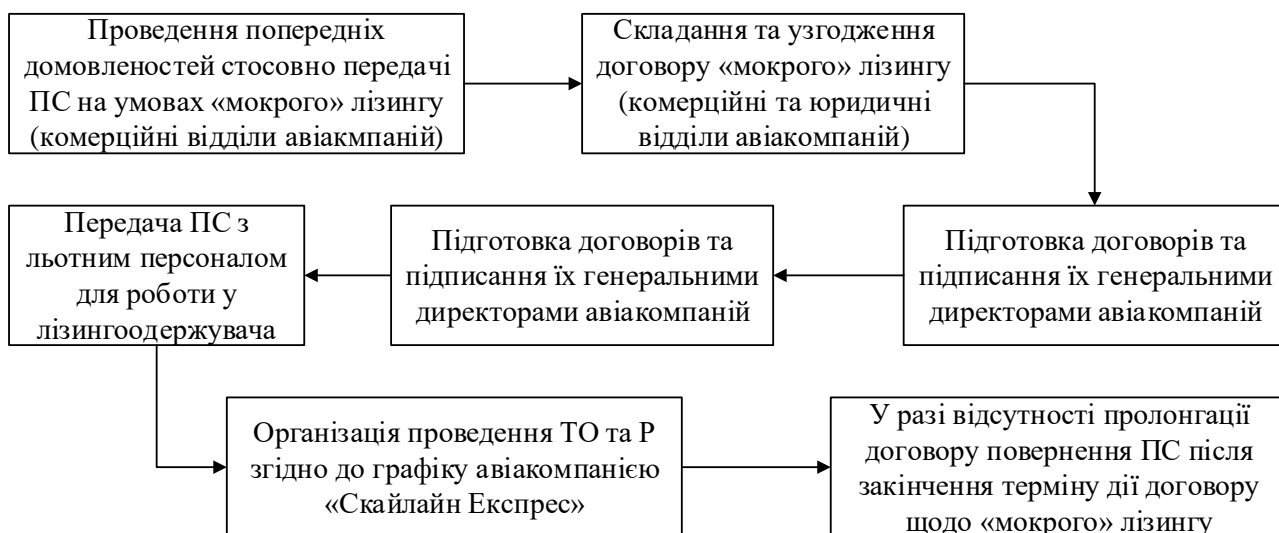 Проведення попередніх
домовленостей стосовно передачі
ПС на умовах «мокрого» лізингу
(комерційні відділи авіакмпаній)
Складання та узгодження
договору «мокрого» лізингу
(комерційні та юридичні
відділи авіакомпаній)
Підготовка договорів та
підписання їх генеральними
директорами авіакомпаній
Підготовка договорів та
підписання їх генеральними
директорами авіакомпаній
Передача ПС з
льотним персоналом
для роботи у
лізингоодержувача
Організація проведення ТО та Р
згідно до графіку авіакомпанією
«Скайлайн Експрес»
У разі відсутності пролонгації
договору повернення ПС після
закінчення терміну дії договору
щодо «мокрого» лізингу